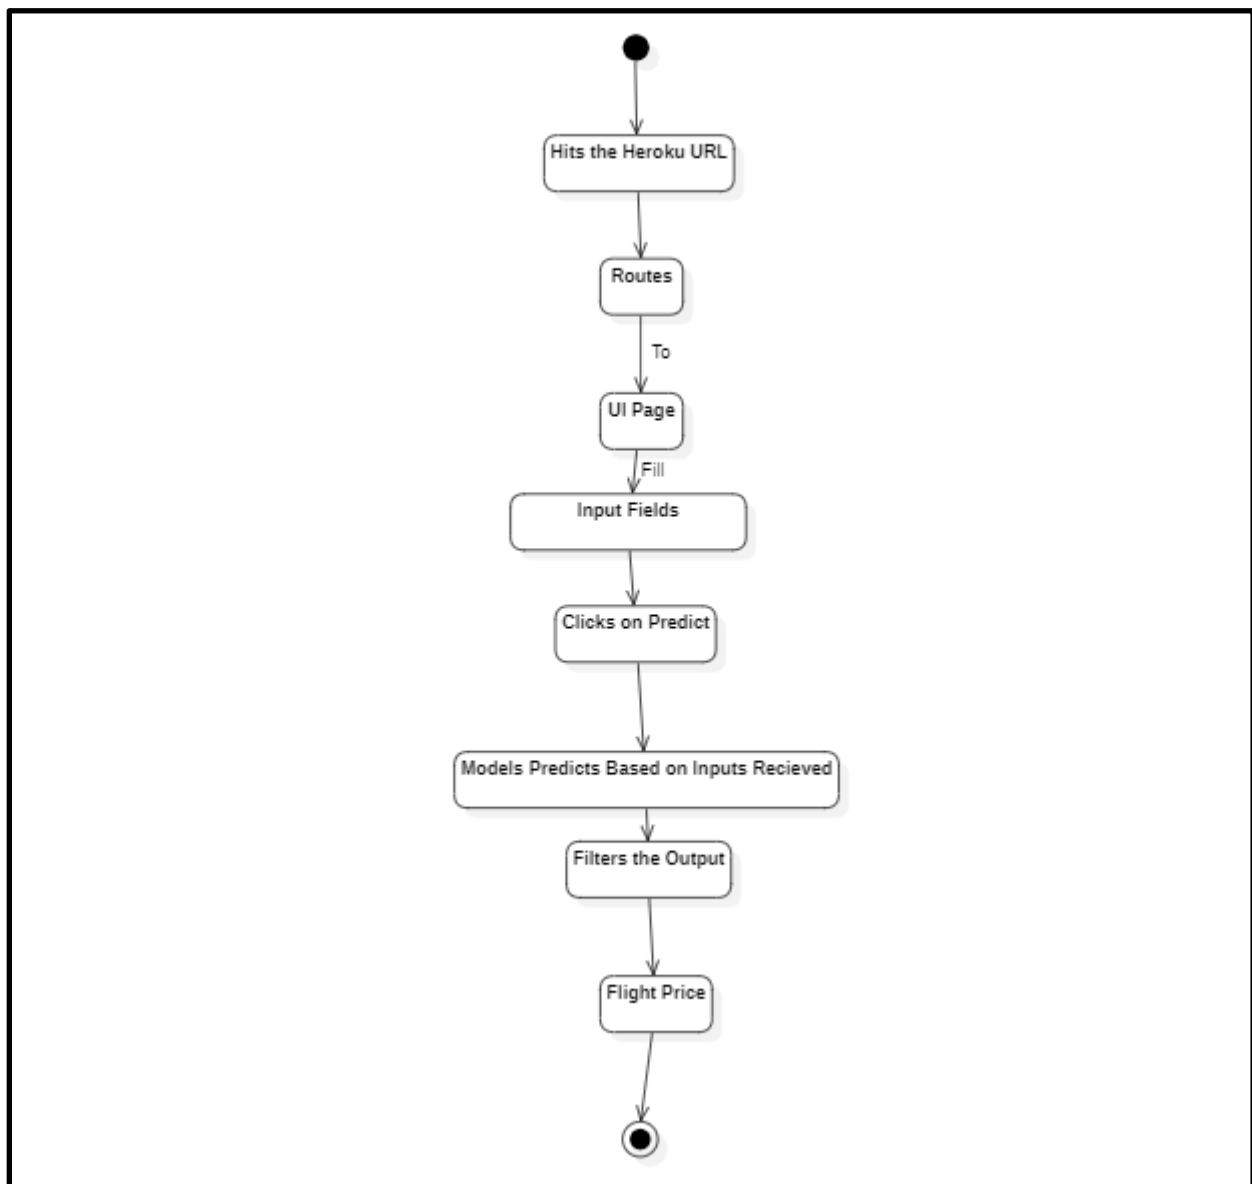 Hits the Heroku URL
Routes
To
UI Page
Fill
Input Fields
Clicks on Predict
Models Predicts Based on Inputs Recieved
Filters the Output
Flight Price